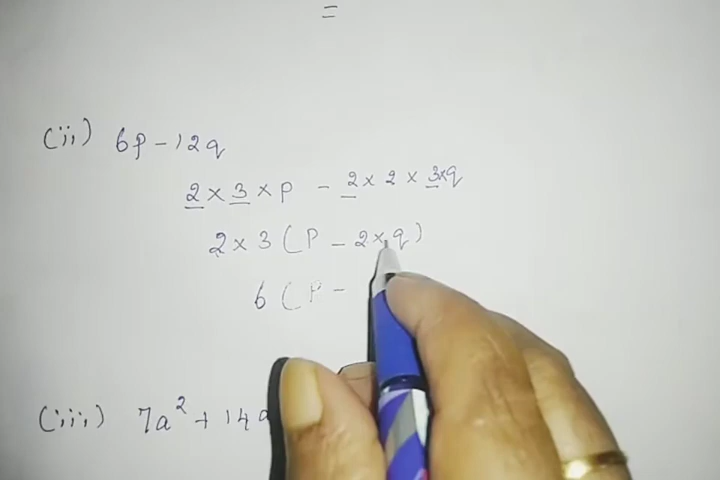 =
(ii) 6p - 12q
2 × 3 × p - 2 × 2 × 3 × q
2 × 3 (p - 2 × q)
6 (p -
(iii) 7a² + 14a